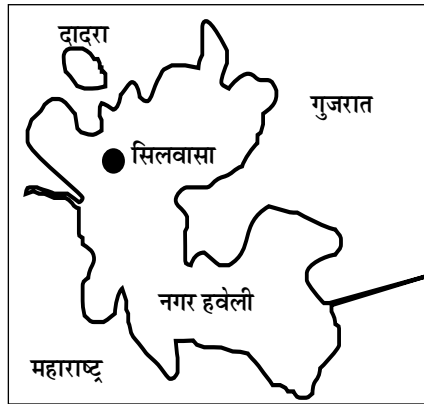 दादरा
गुजरात
सिलवासा
नगर हवेली
महाराष्ट्र